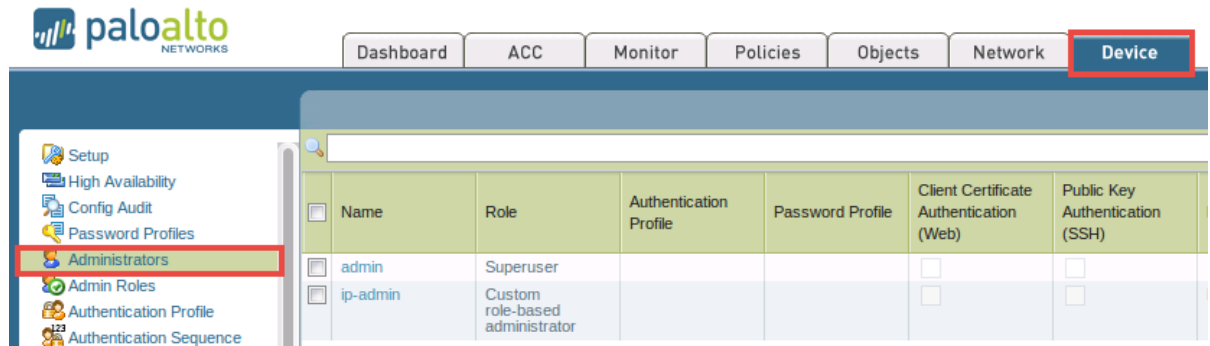 paloalto
NETWORKS
Dashboard ACC Monitor Policies Objects Network Device
Setup
High Availability
Config Audit
Password Profiles
Administrators
Admin Roles
Authentication Profile
123
Authentication Sequence
Name Role Authentication Profile Password Profile Client Certificate Authentication (Web) Public Key Authentication (SSH)
admin Superuser
ip-admin Custom role-based administrator